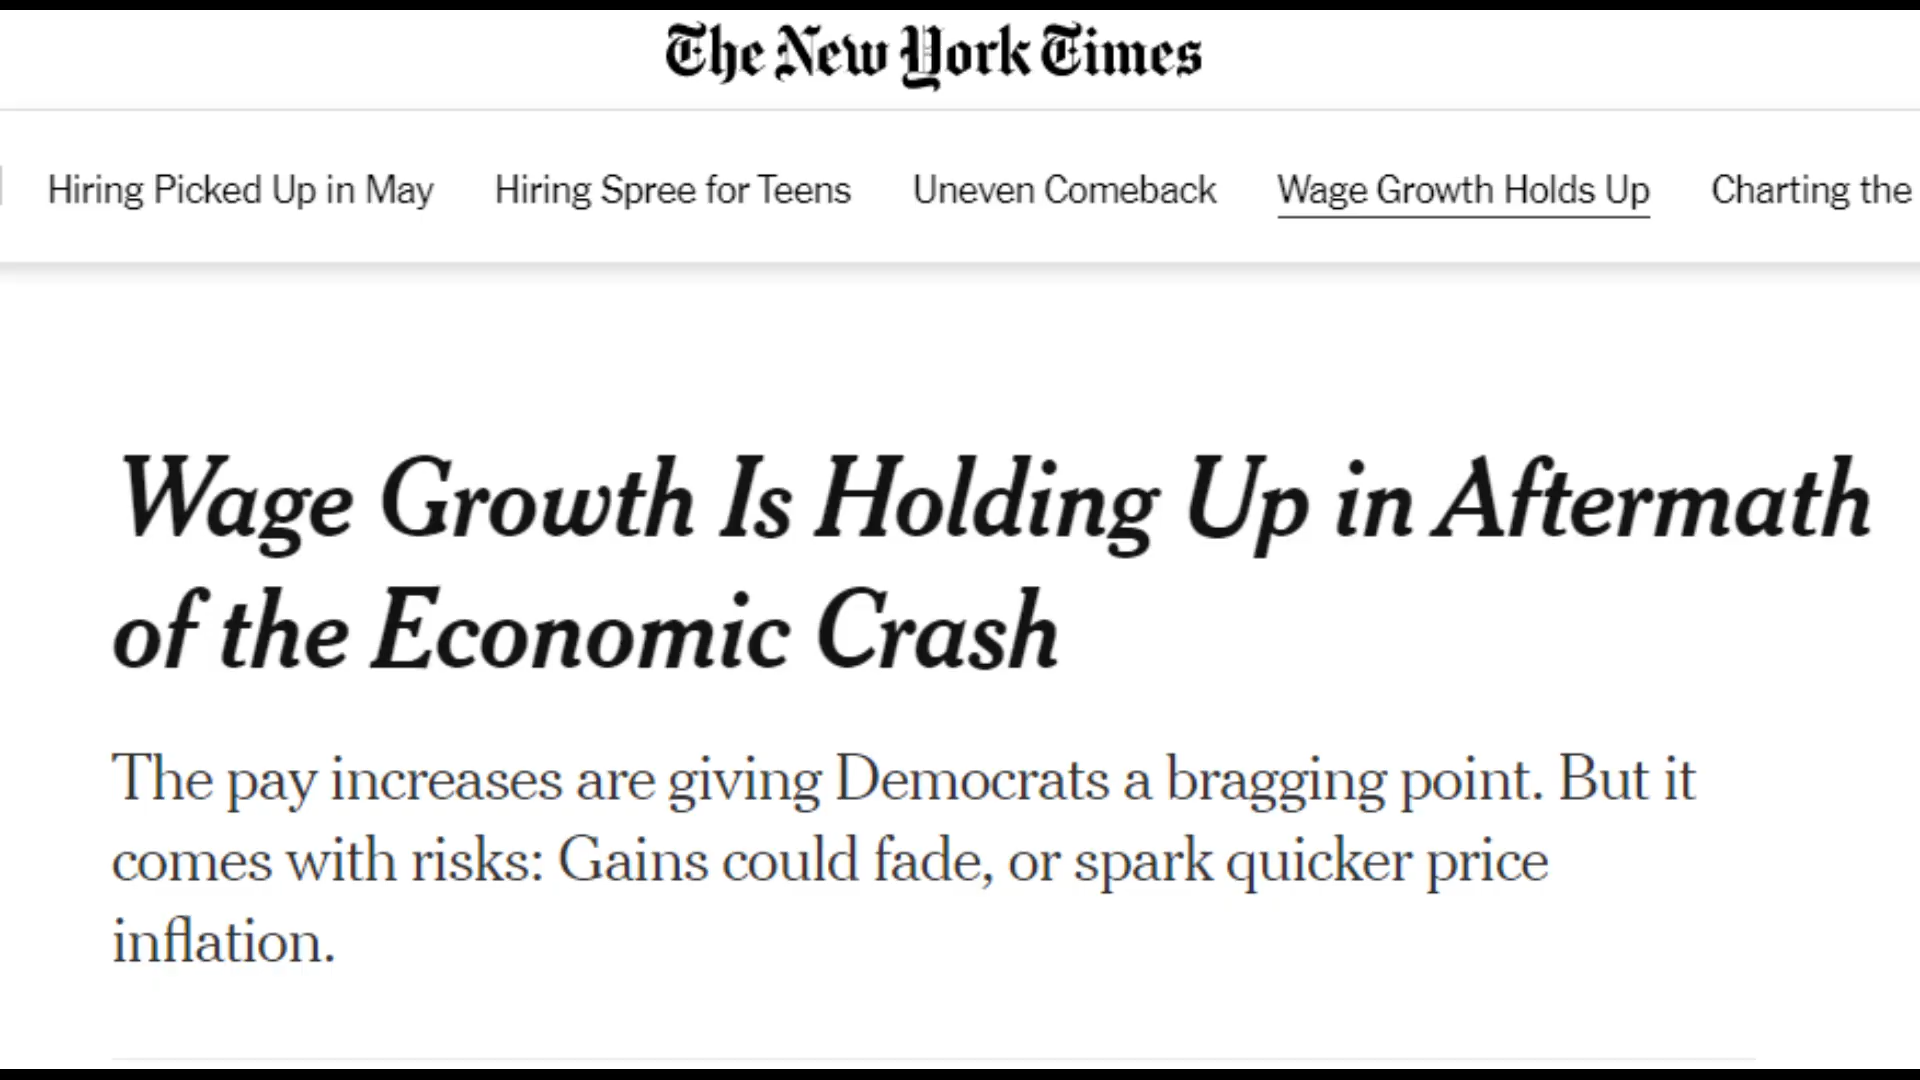 The New York Times
Hiring Picked Up in May Hiring Spree for Teens Uneven Comeback Wage Growth Holds Up Charting the
Wage Growth Is Holding Up in Aftermath
of the Economic Crash
The pay increases are giving Democrats a bragging point. But it
comes with risks: Gains could fade, or spark quicker price
inflation.